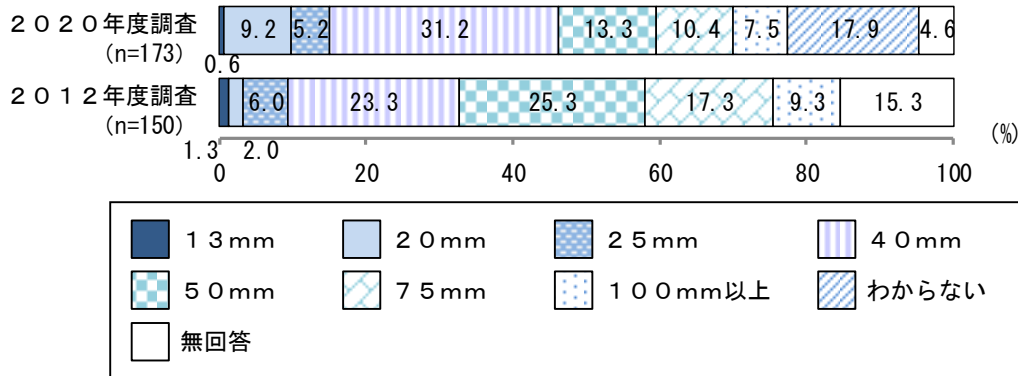 ２０２０年度調査 9.2 5.2 31.2 13.3 10.4 7.5 17.9 4.6
(n=173) 0.6
２０１２年度調査 6.0 23.3 25.3 17.3 9.3 15.3
(n=150)
1.3 2.0 (%)
0 20 40 60 80 100
１３mm ２０mm ２５mm ４０mm
５０mm ７５mm １００mm以上 わからない
無回答